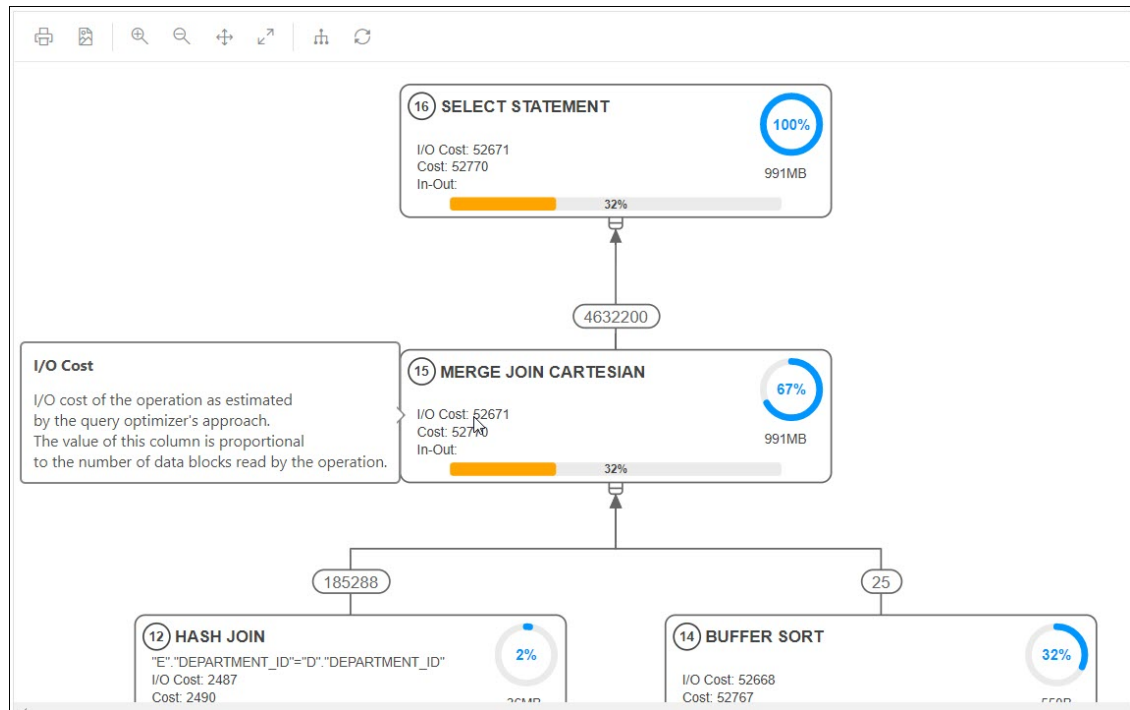 16 SELECT STATEMENT
100%
I/O Cost: 52671
Cost: 52770
In-Out:
991MB
32%
4632200
I/O Cost
I/O cost of the operation as estimated
by the query optimizer's approach.
The value of this column is proportional
to the number of data blocks read by the operation.
15 MERGE JOIN CARTESIAN
67%
I/O Cost: 52671
Cost: 52770
In-Out:
991MB
32%
185288
25
12 HASH JOIN
"E"."DEPARTMENT_ID"="D"."DEPARTMENT_ID"
2%
I/O Cost: 2487
Cost: 2490
14 BUFFER SORT
32%
I/O Cost: 52668
Cost: 52767